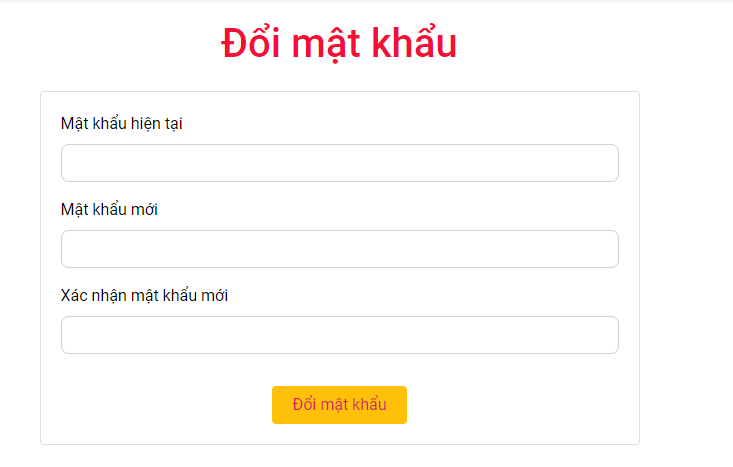 Đổi mật khẩu
Mật khẩu hiện tại
Mật khẩu mới
Xác nhận mật khẩu mới
Đổi mật khẩu